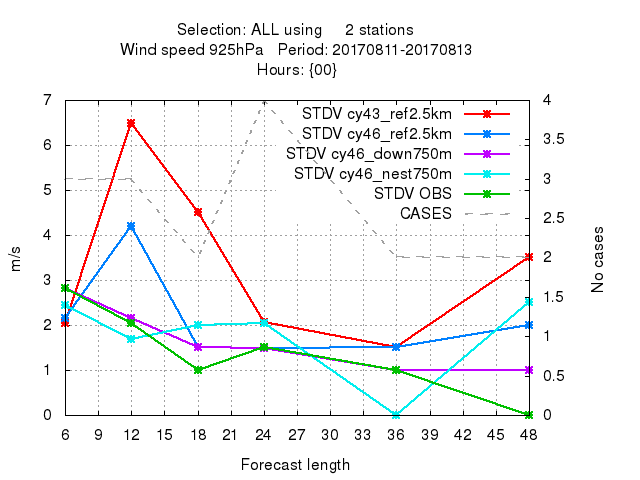 Selection: ALL using     2 stations
Wind speed 925hPa   Period: 20170811-20170813
Hours: {00}
STDV cy43_ref2.5km
STDV cy46_ref2.5km
STDV cy46_down750m
STDV cy46_nest750m
STDV OBS
CASES
m/s
7
6
5
4
3
2
1
0
4
3.5
3
2.5
2
1.5
1
0.5
0
No cases
6 9 12 15 18 21 24 27 30 33 36 39 42 45 48
Forecast length